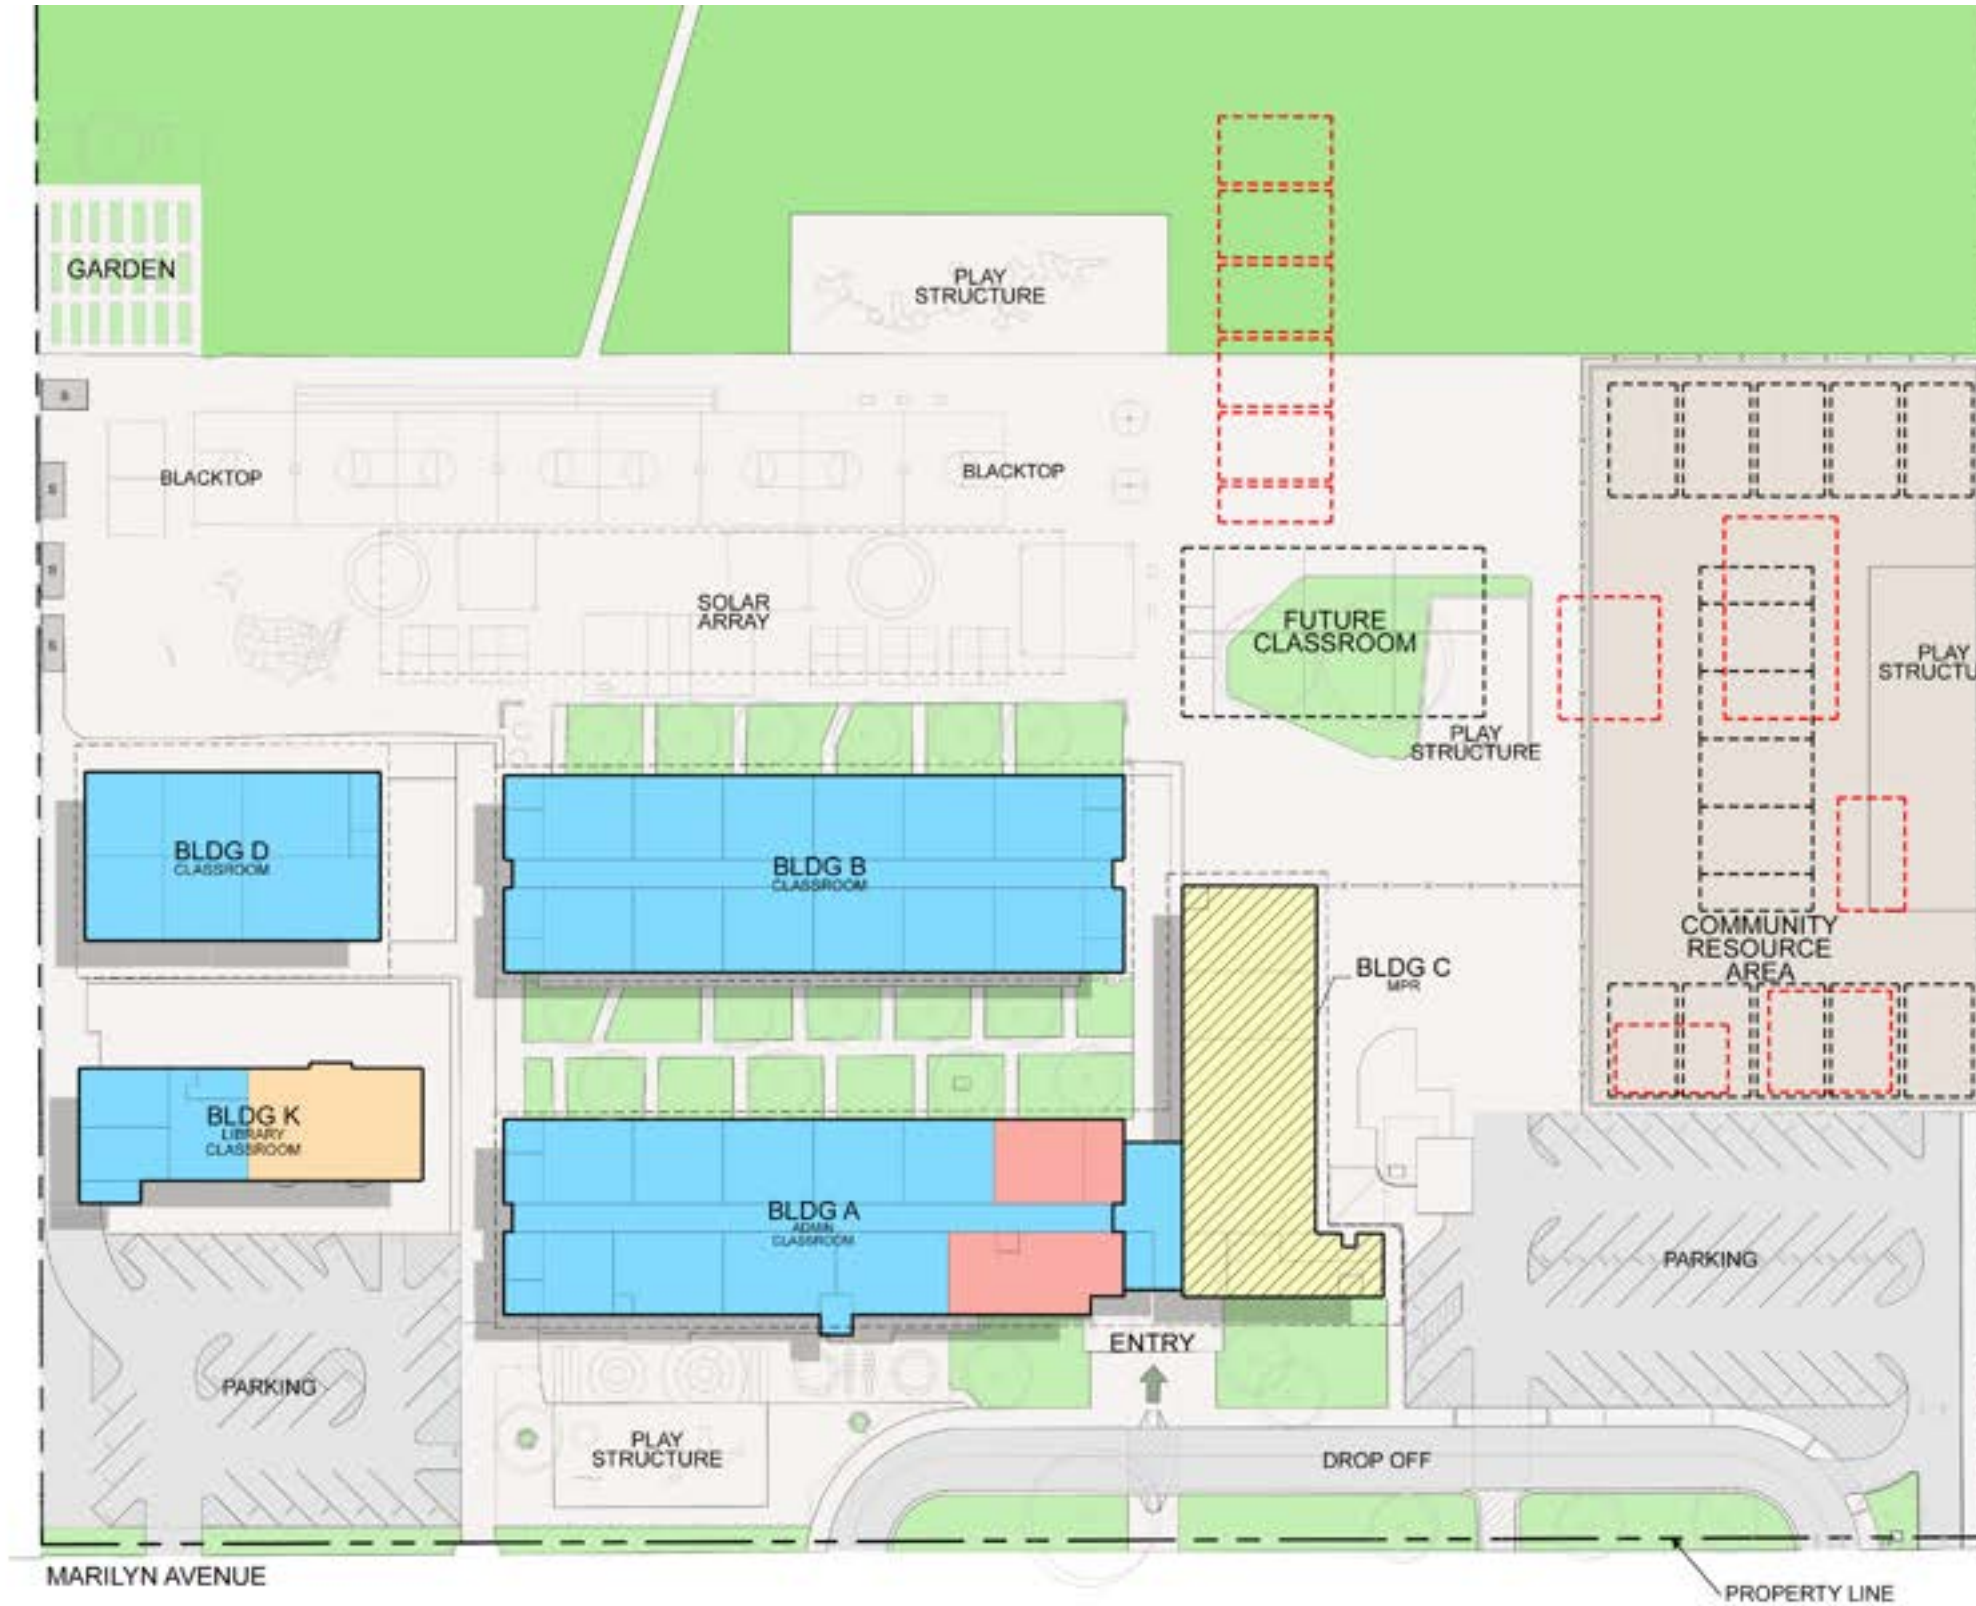 GARDEN
PLAY
STRUCTURE
BLACKTOP
BLACKTOP
SOLAR
ARRAY
FUTURE
CLASSROOM
PLAY
STRUCTU
PLAY
STRUCTURE
BLDG D
CLASSROOM
BLDG B
CLASSROOM
COMMUNITY
RESOURCE
AREA
BLDG C
MPR
BLDG K
LIBRARY
CLASSROOM
BLDG A
ADMIN
CLASSROOM
PARKING
ENTRY
PARKING
PLAY
STRUCTURE
DROP OFF
MARILYN AVENUE
PROPERTY LINE